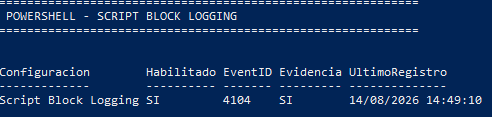 ============================================================
POWERSHELL - SCRIPT BLOCK LOGGING
============================================================
Configuracion Habilitado EventID Evidencia UltimoRegistro
------------- ---------- ------- --------- --------------
Script Block Logging SI 4104 SI 14/08/2026 14:49:10